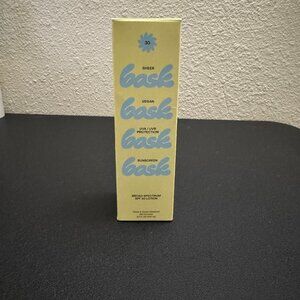 30
SHEER
bask
VEGAN
bask
UVA / UVB
PROTECTION
bask
SUNSCREEN
bask
BROAD SPECTRUM
SPF 30 LOTION